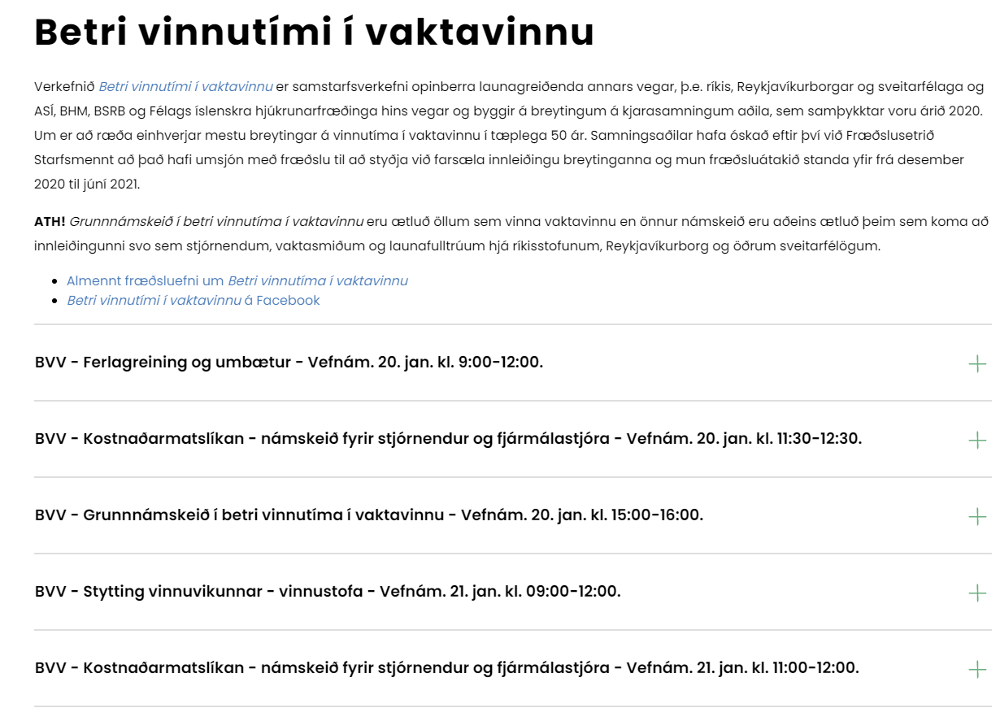 Betri vinnutími í vaktavinnu
Verkefnið Betri vinnutími í vaktavinnu er samstarfsverkefni opinberra launagreiðenda annars vegar, þ.e. ríkis, Reykjavíkurborgar og sveitarfélaga og
ASÍ, BHM, BSRB og Félags íslenskra hjúkrunarfræðinga hins vegar og byggir á breytingum á kjarasamningum aðila, sem samþykktar voru árið 2020.
Um er að ræða einhverjar mestu breytingar á vinnutíma í vaktavinnu í tæplega 50 ár. Samningsaðilar hafa óskað eftir því við Fræðslusetrið
Starfsmennt að það hafi umsjón með fræðslu til að styðja við farsæla innleiðingu breytinganna og mun fræðsluátakið standa yfir frá desember
2020 til júní 2021.
ATH! Grunnnámskeið í betri vinnutíma í vaktavinnu eru ætluð öllum sem vinna vaktavinnu en önnur námskeið eru aðeins ætluð þeim sem koma að
innleiðingunni svo sem stjórnendum, vaktasmiðum og launafulltrúum hjá ríkisstofunum, Reykjavíkurborg og öðrum sveitarfélögum.
• Almennt fræðsluefni um Betri vinnutíma í vaktavinnu
• Betri vinnutími í vaktavinnu á Facebook
BVV - Ferlagreining og umbætur - Vefnám. 20. jan. kl. 9:00-12:00.
BVV - Kostnaðarmatslíkan - námskeið fyrir stjórnendur og fjármálastjóra - Vefnám. 20. jan. kl. 11:30-12:30.
BVV - Grunnnámskeið í betri vinnutíma í vaktavinnu - Vefnám. 20. jan. kl. 15:00-16:00.
BVV - Stytting vinnuvikunnar - vinnustofa - Vefnám. 21. jan. kl. 09:00-12:00.
BVV - Kostnaðarmatslíkan - námskeið fyrir stjórnendur og fjármálastjóra - Vefnám. 21. jan. kl. 11:00-12:00.